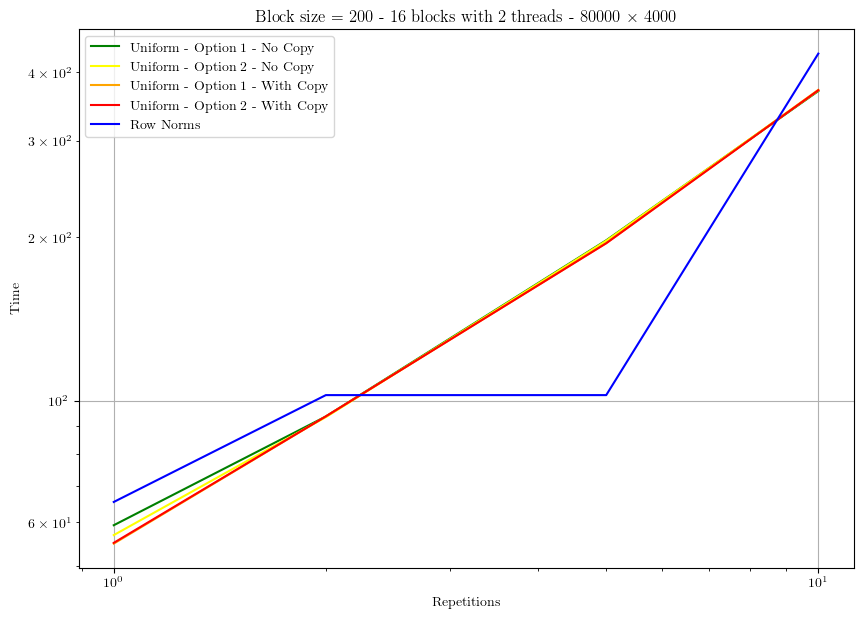 Block size = 200 - 16 blocks with 2 threads - 80000 × 4000
Uniform - Option 1 - No Copy
Uniform - Option 2 - No Copy
Uniform - Option 1 - With Copy
Uniform - Option 2 - With Copy
Row Norms
4 × 10²
3 × 10²
2 × 10²
10²
6 × 10¹
Time
10⁰
10¹
Repetitions